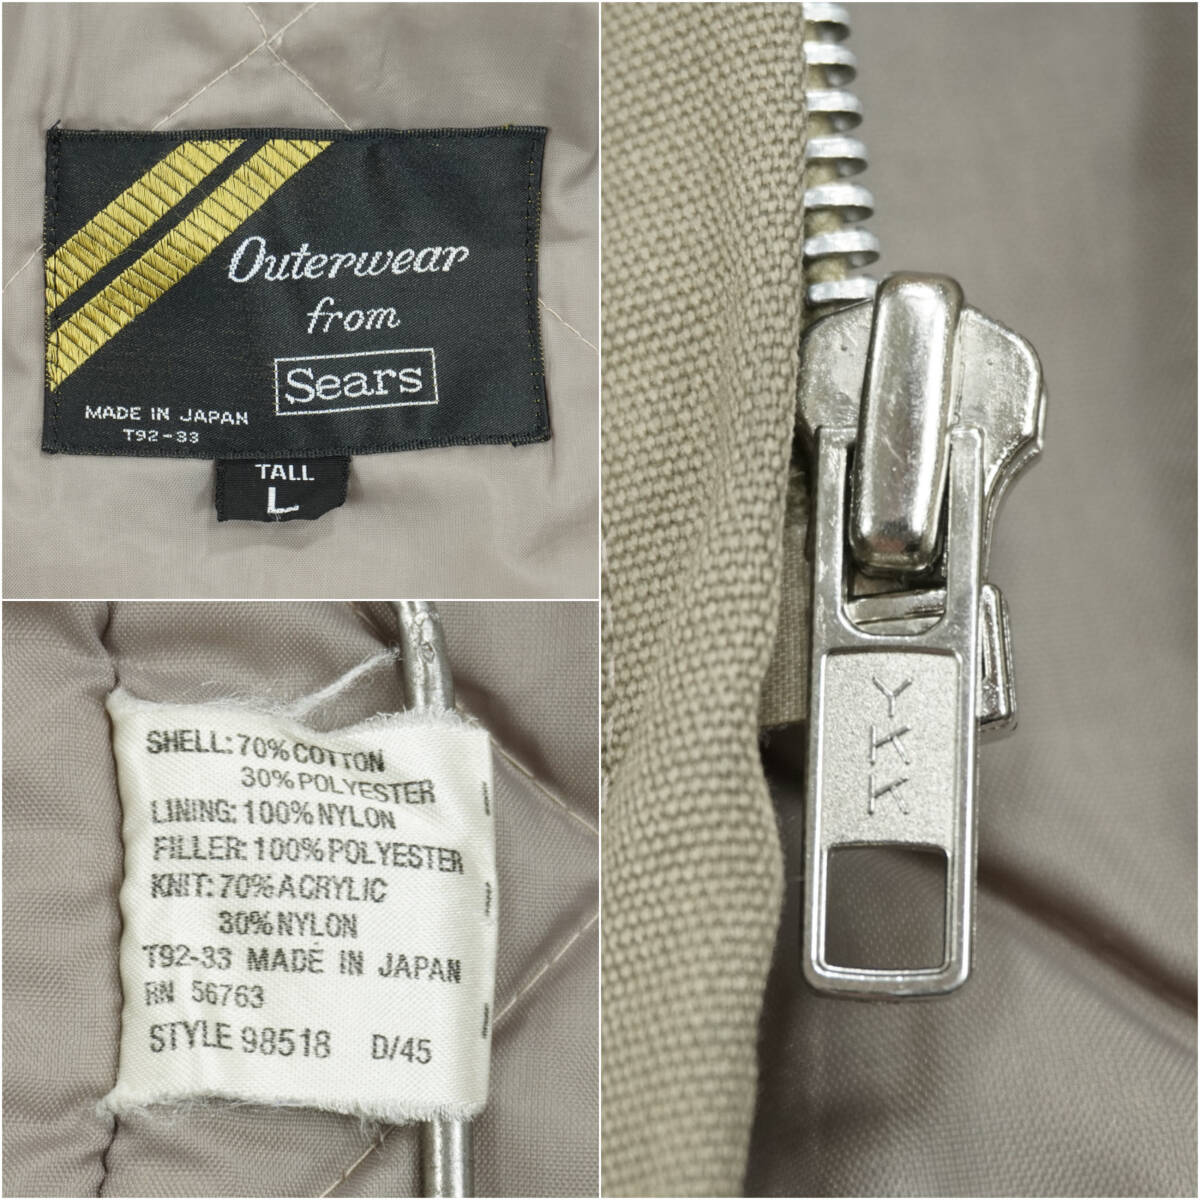 Outerwear
from
Sears
MADE IN JAPAN
T92-33
TALL
L
SHELL: 70% COTTON
30% POLYESTER
LINING: 100% NYLON
FILLER: 100% POLYESTER
KNIT: 70% ACRYLIC
30% NYLON
T92-33 MADE IN JAPAN
RN 56763
STYLE 98518 D/45
YKK